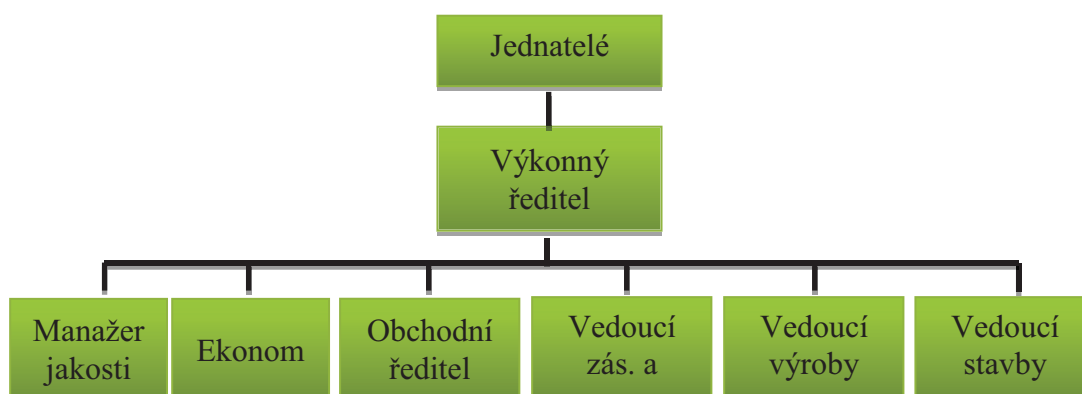 Jednatelé
Výkonný
ředitel
Manažer
jakosti
Ekonom
Obchodní
ředitel
Vedoucí
zás. a
Vedoucí
výroby
Vedoucí
stavby